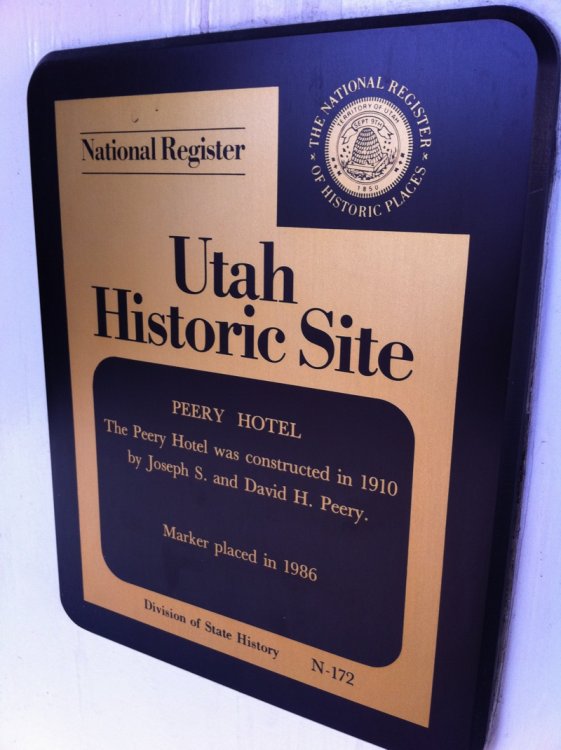 National Register
THE NATIONAL REGISTER
OF HISTORIC PLACES
TERRITORY OF UTAH
SEPT 9TH
1850
Utah
Historic Site
PEERY HOTEL
The Peery Hotel was constructed in 1910
by Joseph S. and David H. Peery.
Marker placed in 1986
Division of State History
N-172